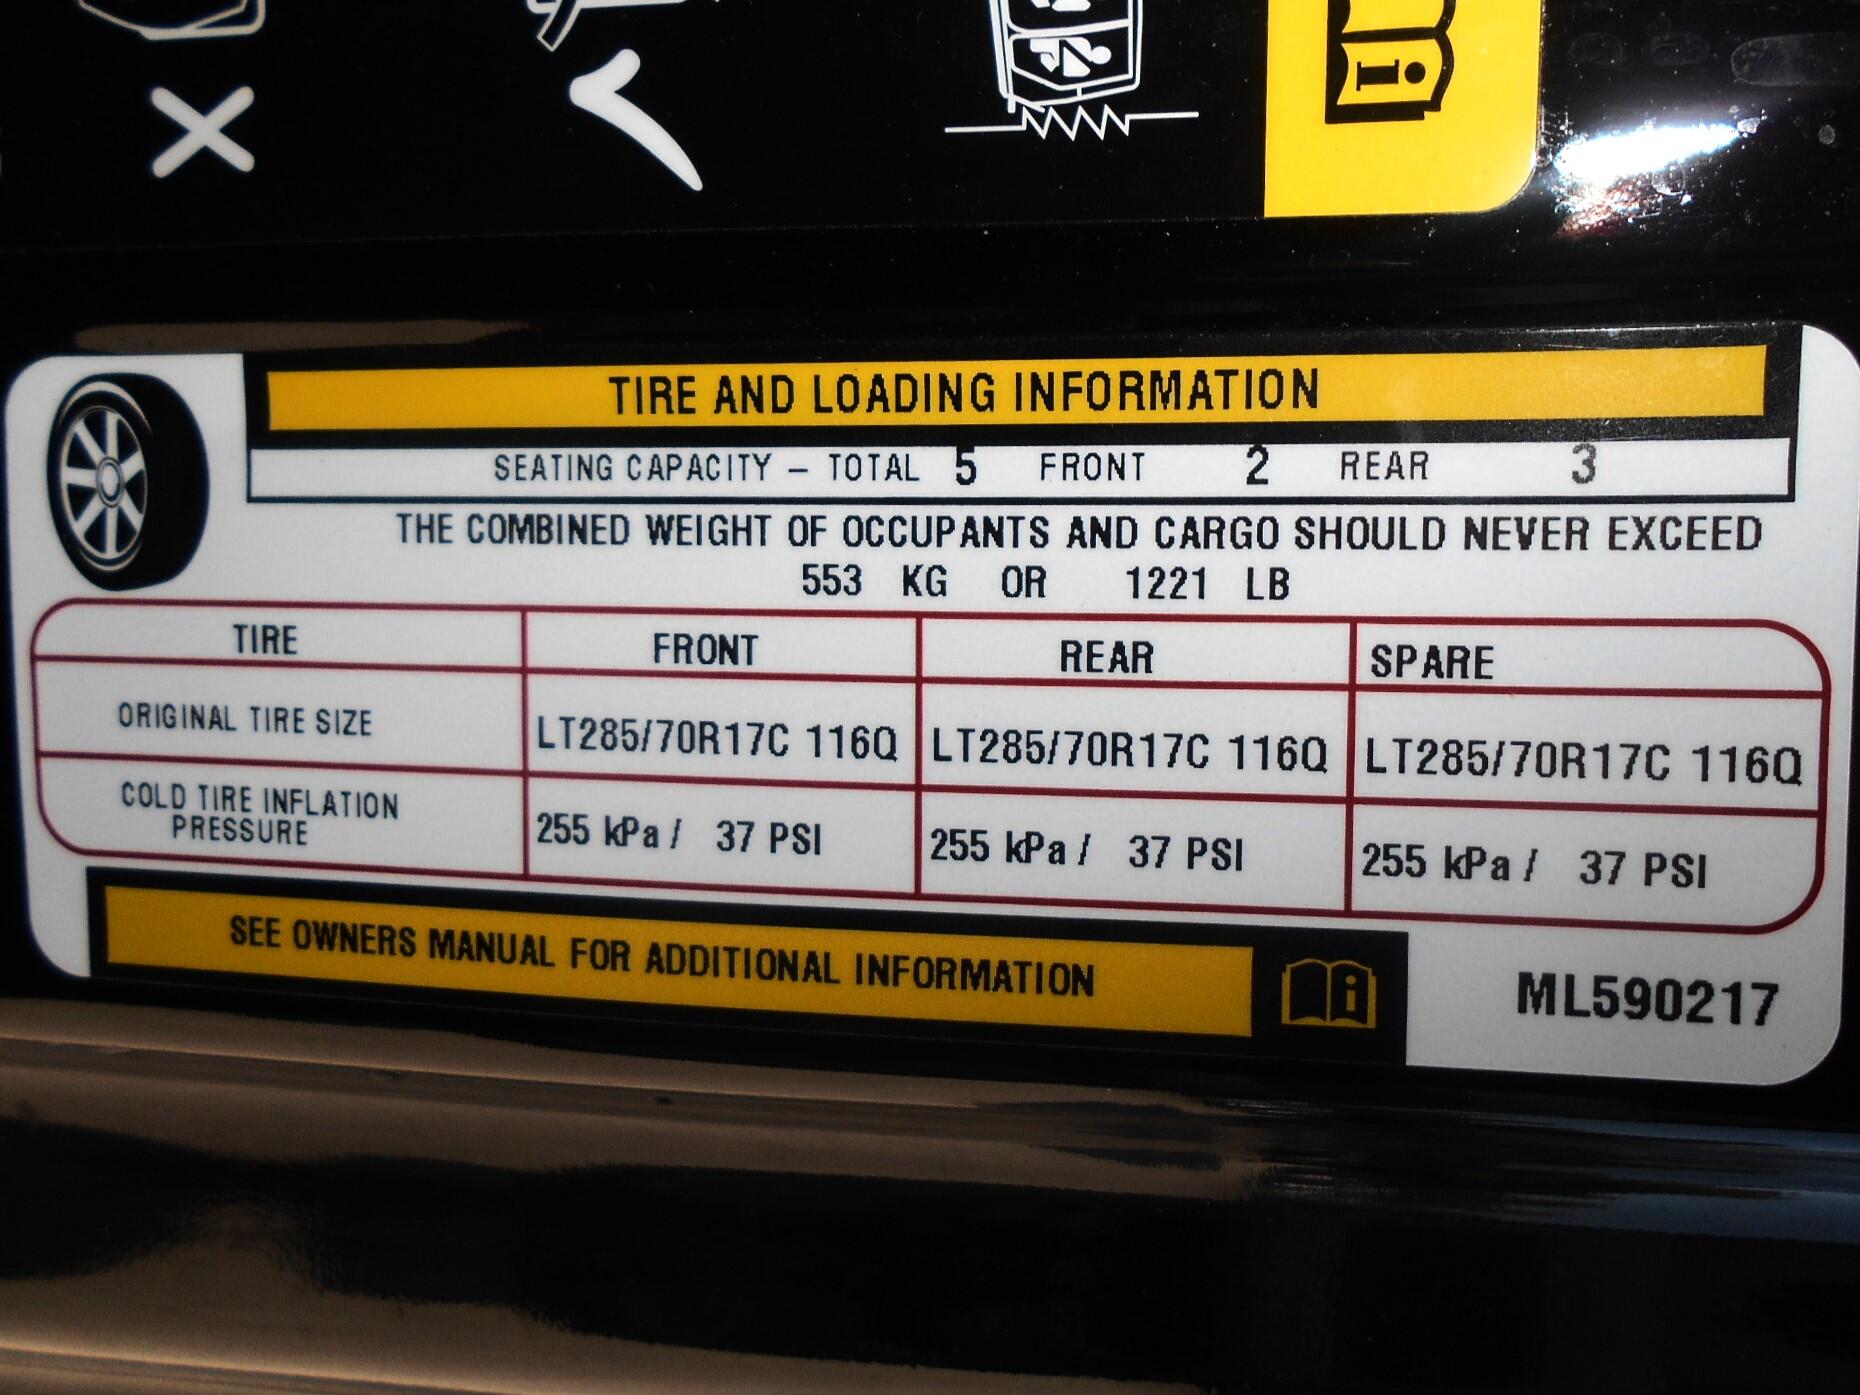 i
TIRE AND LOADING INFORMATION
SEATING CAPACITY – TOTAL 5 FRONT 2 REAR 3
THE COMBINED WEIGHT OF OCCUPANTS AND CARGO SHOULD NEVER EXCEED
553 KG OR 1221 LB
TIRE FRONT REAR SPARE
ORIGINAL TIRE SIZE LT285/70R17C 116Q LT285/70R17C 116Q LT285/70R17C 116Q
COLD TIRE INFLATION
PRESSURE 255 kPa / 37 PSI 255 kPa / 37 PSI 255 kPa / 37 PSI
SEE OWNERS MANUAL FOR ADDITIONAL INFORMATION i
ML590217